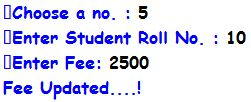 ▯Choose a no. : 5
▯Enter Student Roll No. : 10
▯Enter Fee: 2500
Fee Updated....!